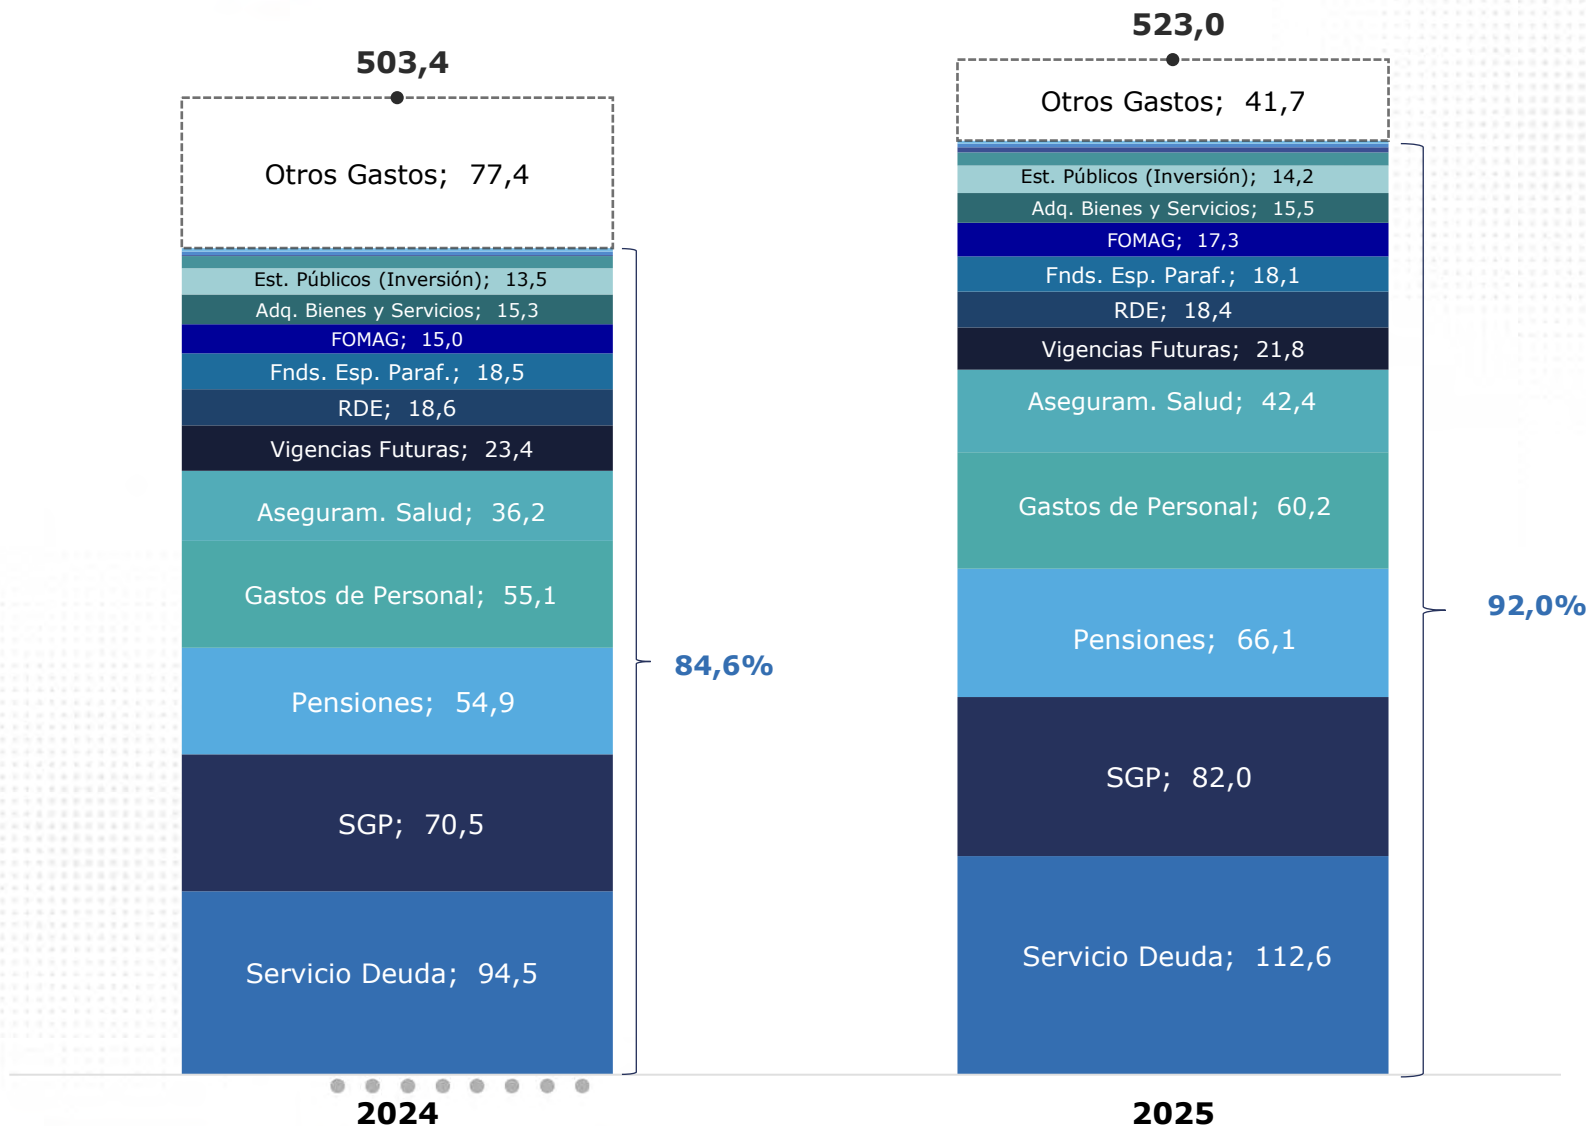 503,4
Otros Gastos; 77,4
Est. Públicos (Inversión); 13,5
Adq. Bienes y Servicios; 15,3
FOMAG; 15,0
Fnds. Esp. Paraf.; 18,5
RDE; 18,6
Vigencias Futuras; 23,4
Aseguram. Salud; 36,2
Gastos de Personal; 55,1
Pensiones; 54,9
SGP; 70,5
Servicio Deuda; 94,5
84,6%
2024
523,0
Otros Gastos; 41,7
Est. Públicos (Inversión); 14,2
Adq. Bienes y Servicios; 15,5
FOMAG; 17,3
Fnds. Esp. Paraf.; 18,1
RDE; 18,4
Vigencias Futuras; 21,8
Aseguram. Salud; 42,4
Gastos de Personal; 60,2
Pensiones; 66,1
SGP; 82,0
Servicio Deuda; 112,6
92,0%
2025